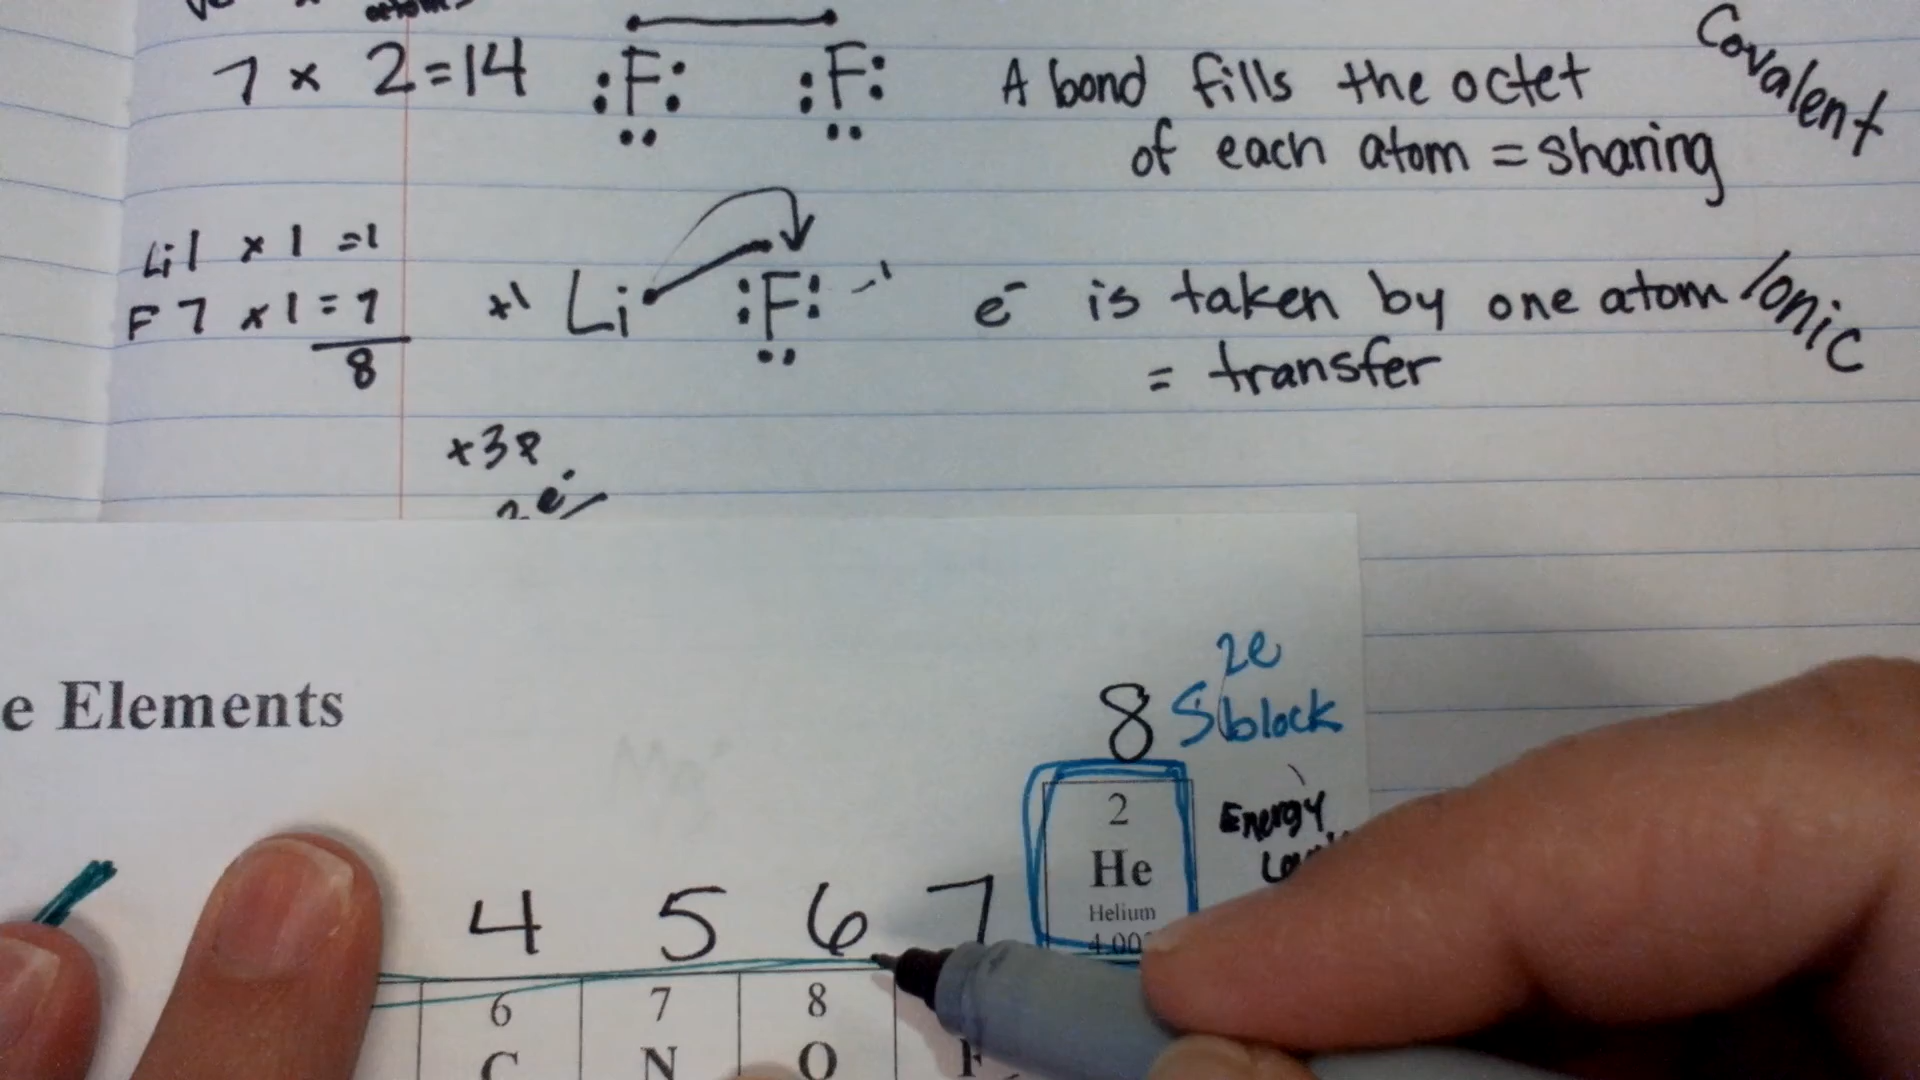 7 x 2=14
:F: :F:
A bond fills the octet
of each atom = sharing
Covalent
Li 1 x 1 =1
F 7 x 1 = 7
8
+1 Li :F: -1
e⁻ is taken by one atom
= transfer
Ionic
+3
e⁻
e Elements
2e
8 S block
2
He
Helium
Energy
4 5 6 7
6 7 8
C N O F